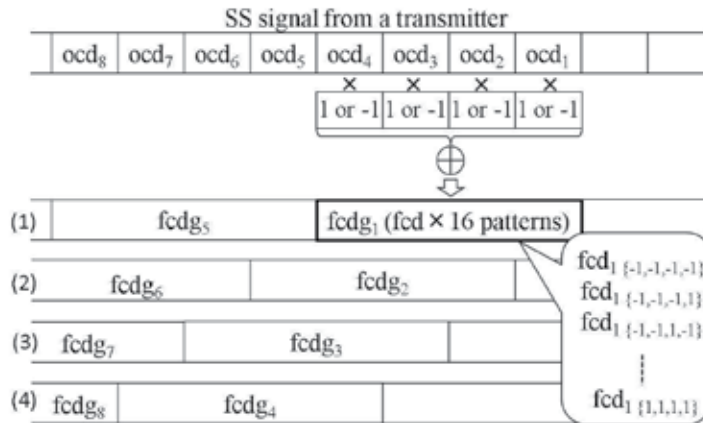 SS signal from a transmitter
ocd₈ ocd₇ ocd₆ ocd₅ ocd₄ ocd₃ ocd₂ ocd₁
× × × ×
1 or -1 1 or -1 1 or -1 1 or -1
(1) fcdg₅ fcdg₁ (fcd × 16 patterns)
fcd₁ {-1,-1,-1,-1}
(2) fcdg₆ fcdg₂
fcd₁ {-1,-1,-1,1}
fcd₁ {-1,-1,1,-1}
(3) fcdg₇ fcdg₃
(4) fcdg₈ fcdg₄
fcd₁ {1,1,1,1}